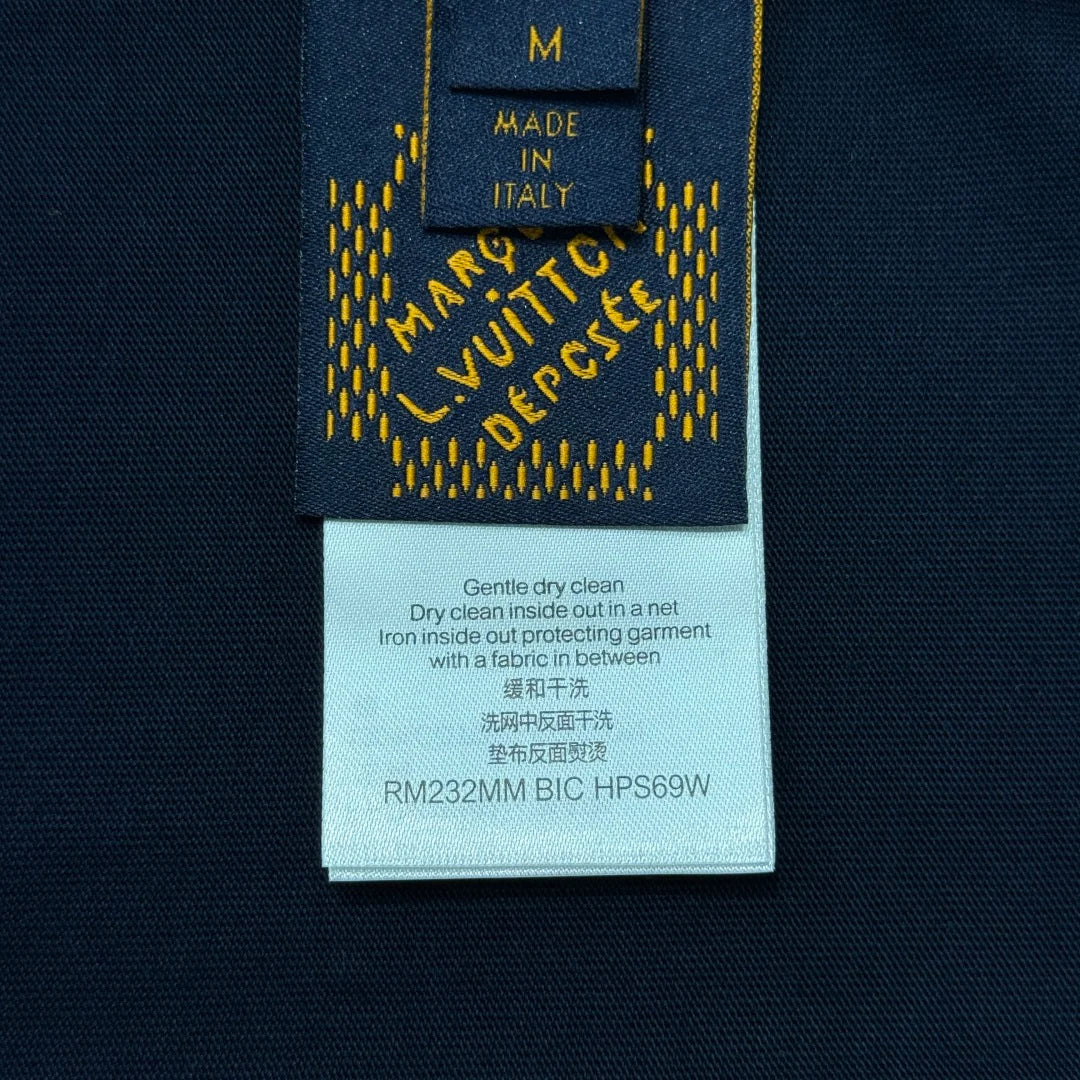 M
MADE
IN
ITALY
L.VUITTON
DÉPOSÉE
Gentle dry clean
Dry clean inside out in a net
Iron inside out protecting garment
with a fabric in between
缓和干洗
洗网中反面干洗
垫布反面熨烫
RM232MM BIC HPS69W